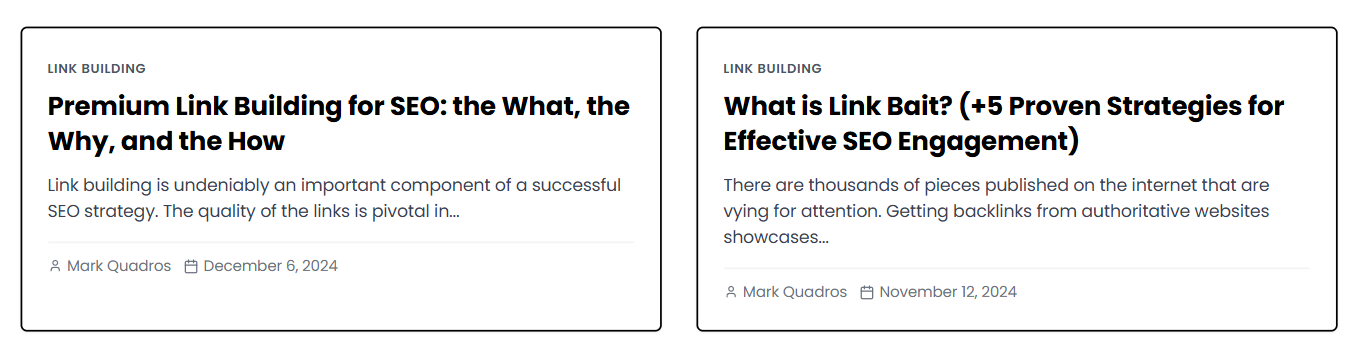 LINK BUILDING
Premium Link Building for SEO: the What, the
Why, and the How
Link building is undeniably an important component of a successful
SEO strategy. The quality of the links is pivotal in...
Mark Quadros December 6, 2024
LINK BUILDING
What is Link Bait? (+5 Proven Strategies for
Effective SEO Engagement)
There are thousands of pieces published on the internet that are
vying for attention. Getting backlinks from authoritative websites
showcases...
Mark Quadros November 12, 2024